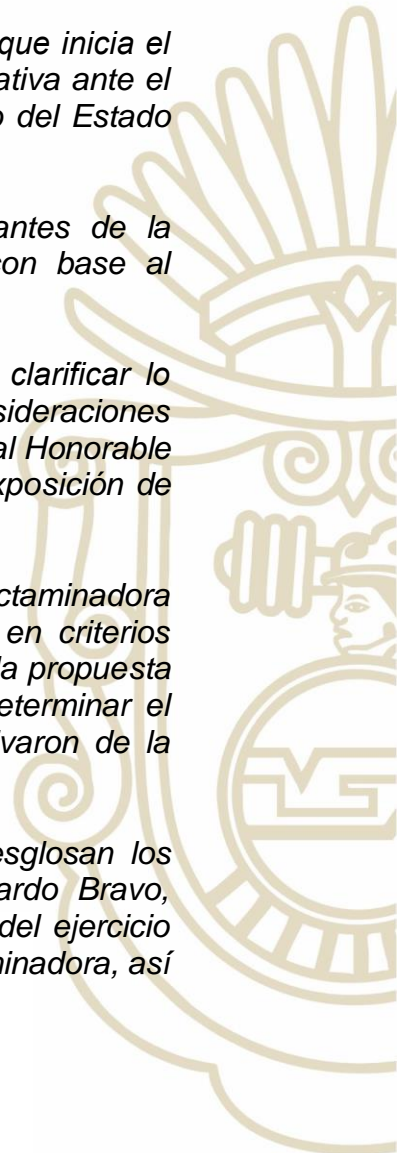 que inicia el
ativa ante el
o del Estado
antes de la
con base al
clarificar lo
sideraciones
al Honorable
xposición de
ctaminadora
en criterios
la propuesta
eterminar el
ivaron de la
esglosan los
ardo Bravo,
del ejercicio
minadora, así